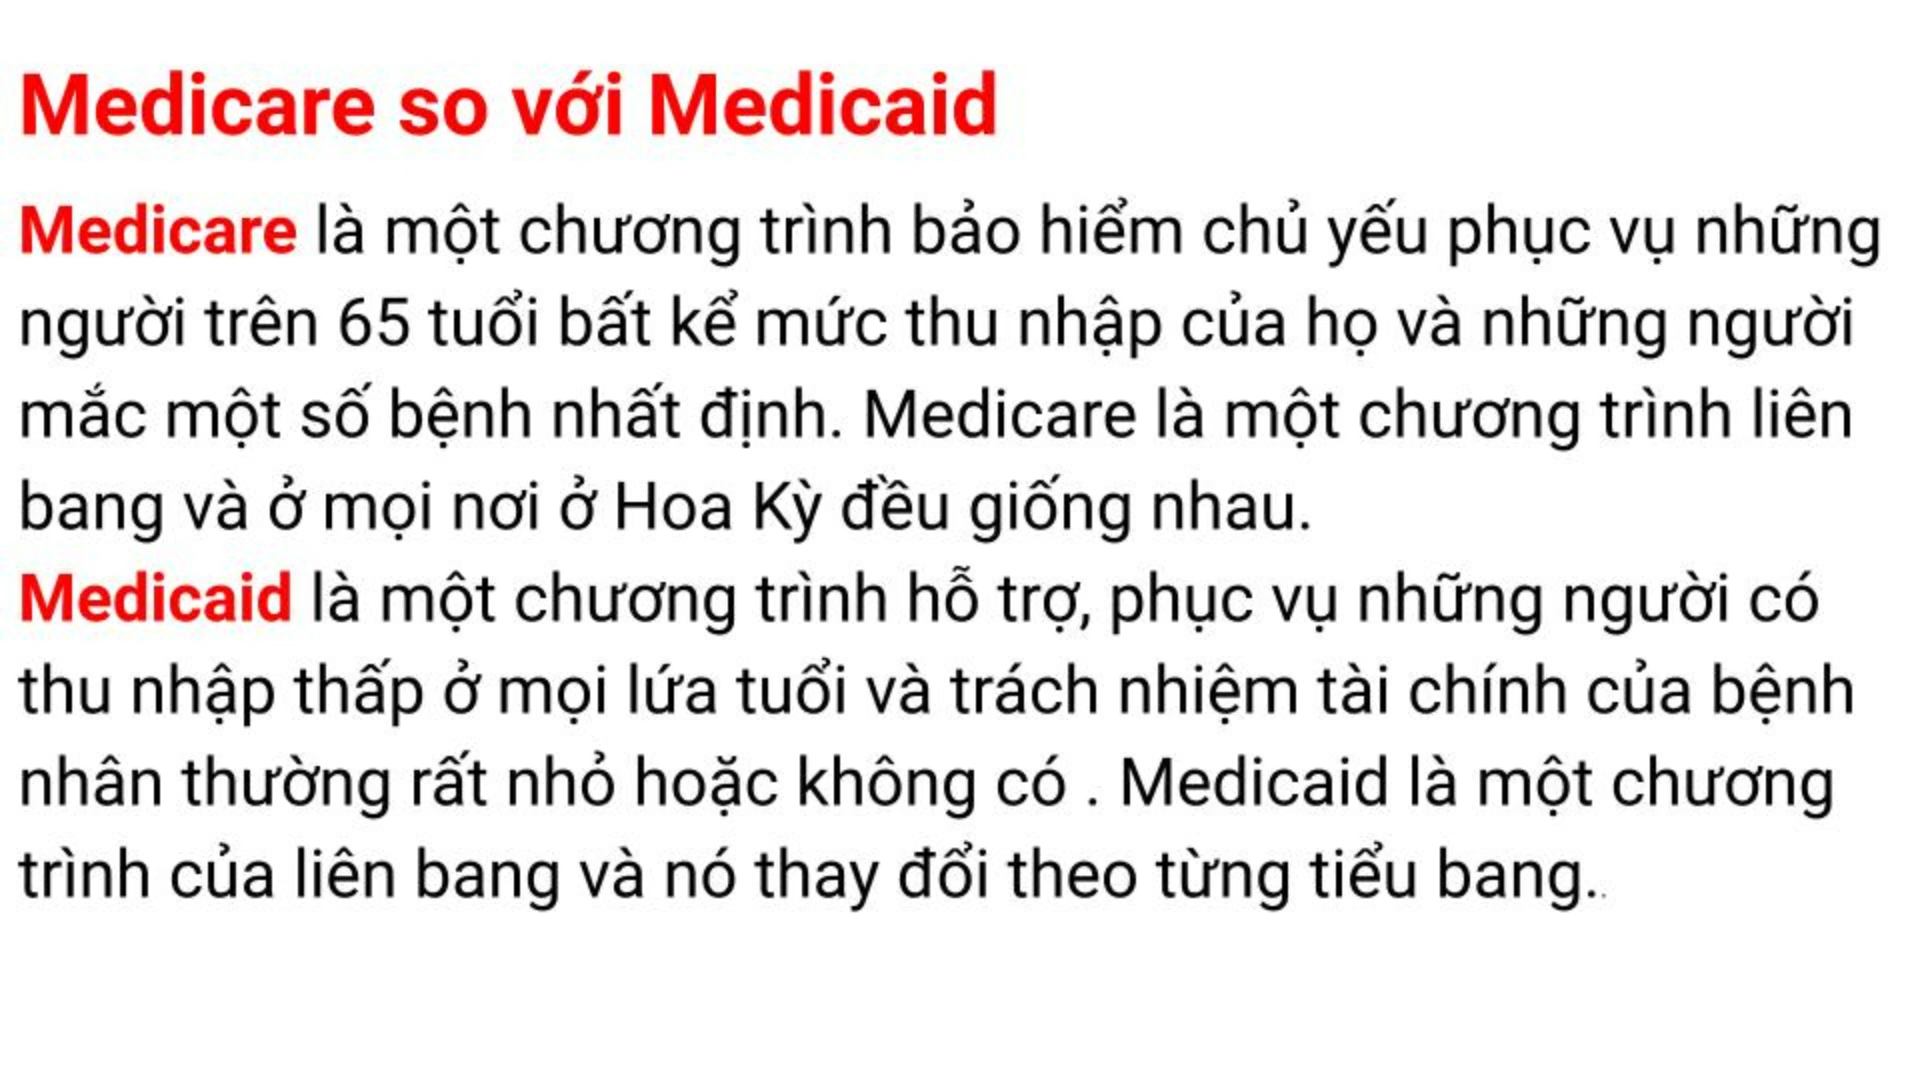 Medicare so với Medicaid
Medicare là một chương trình bảo hiểm chủ yếu phục vụ những
người trên 65 tuổi bất kể mức thu nhập của họ và những người
mắc một số bệnh nhất định. Medicare là một chương trình liên
bang và ở mọi nơi ở Hoa Kỳ đều giống nhau.
Medicaid là một chương trình hỗ trợ, phục vụ những người có
thu nhập thấp ở mọi lứa tuổi và trách nhiệm tài chính của bệnh
nhân thường rất nhỏ hoặc không có . Medicaid là một chương
trình của liên bang và nó thay đổi theo từng tiểu bang..